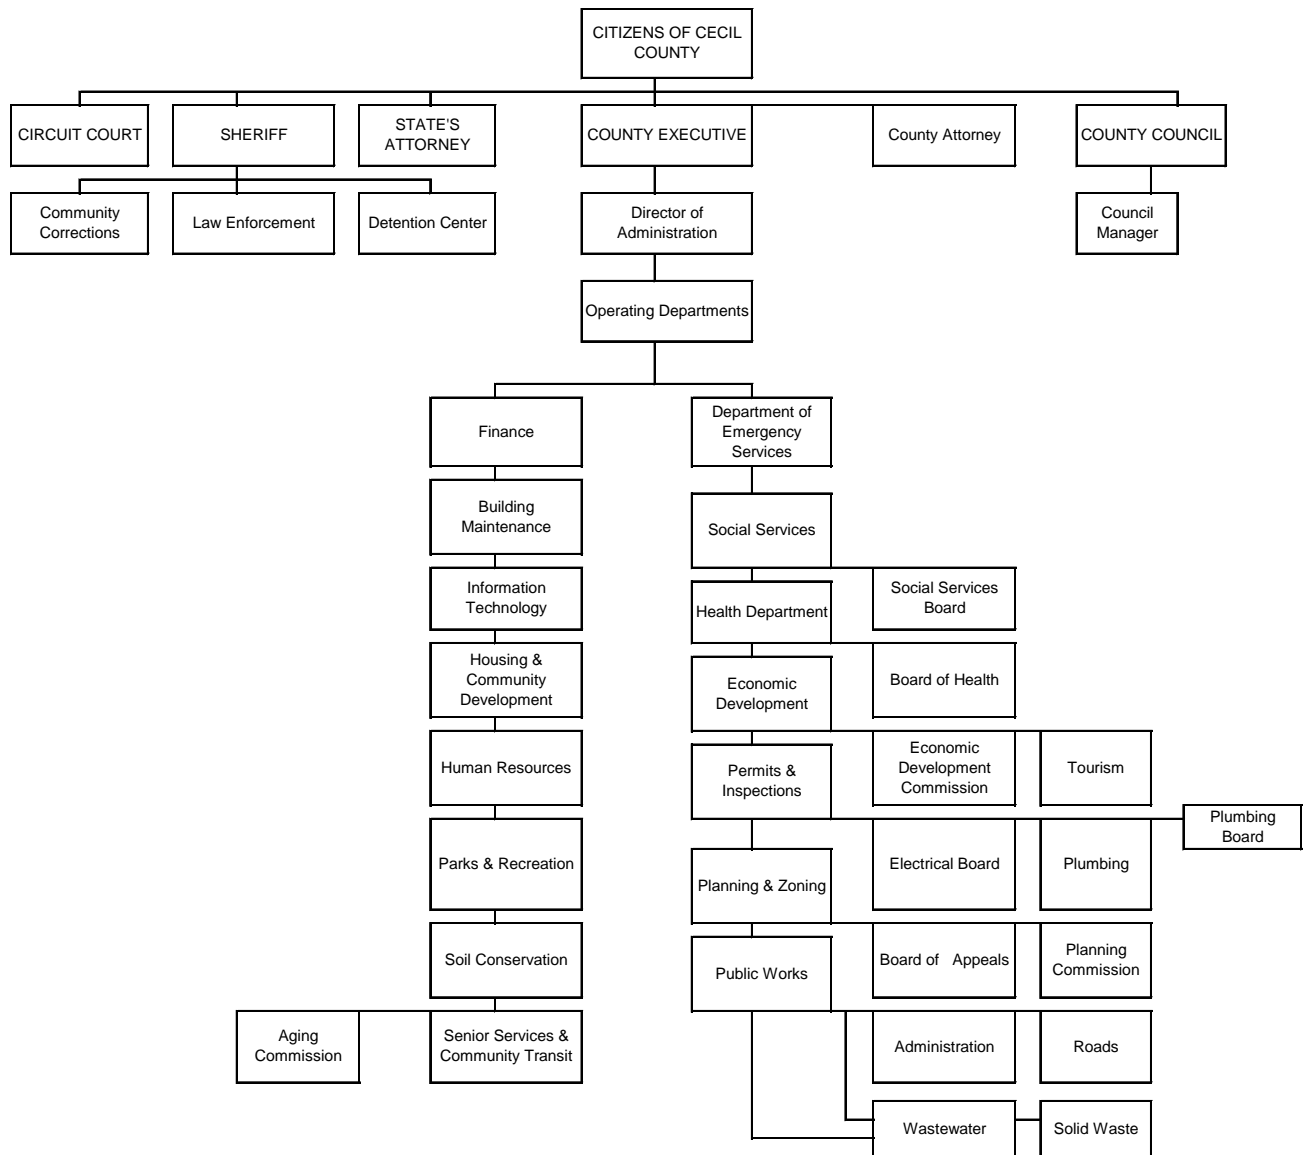 CITIZENS OF CECIL
COUNTY
CIRCUIT COURT
SHERIFF
STATE'S
ATTORNEY
COUNTY EXECUTIVE
County Attorney
COUNTY COUNCIL
Community
Corrections
Law Enforcement
Detention Center
Director of
Administration
Council
Manager
Operating Departments
Finance
Department of
Emergency
Services
Building
Maintenance
Social Services
Information
Technology
Health Department
Social Services
Board
Housing &
Community
Development
Economic
Development
Board of Health
Human Resources
Permits &
Inspections
Economic
Development
Commission
Tourism
Plumbing
Board
Parks & Recreation
Planning & Zoning
Electrical Board
Plumbing
Soil Conservation
Public Works
Board of   Appeals
Planning
Commission
Aging
Commission
Senior Services &
Community Transit
Administration
Roads
Wastewater
Solid Waste